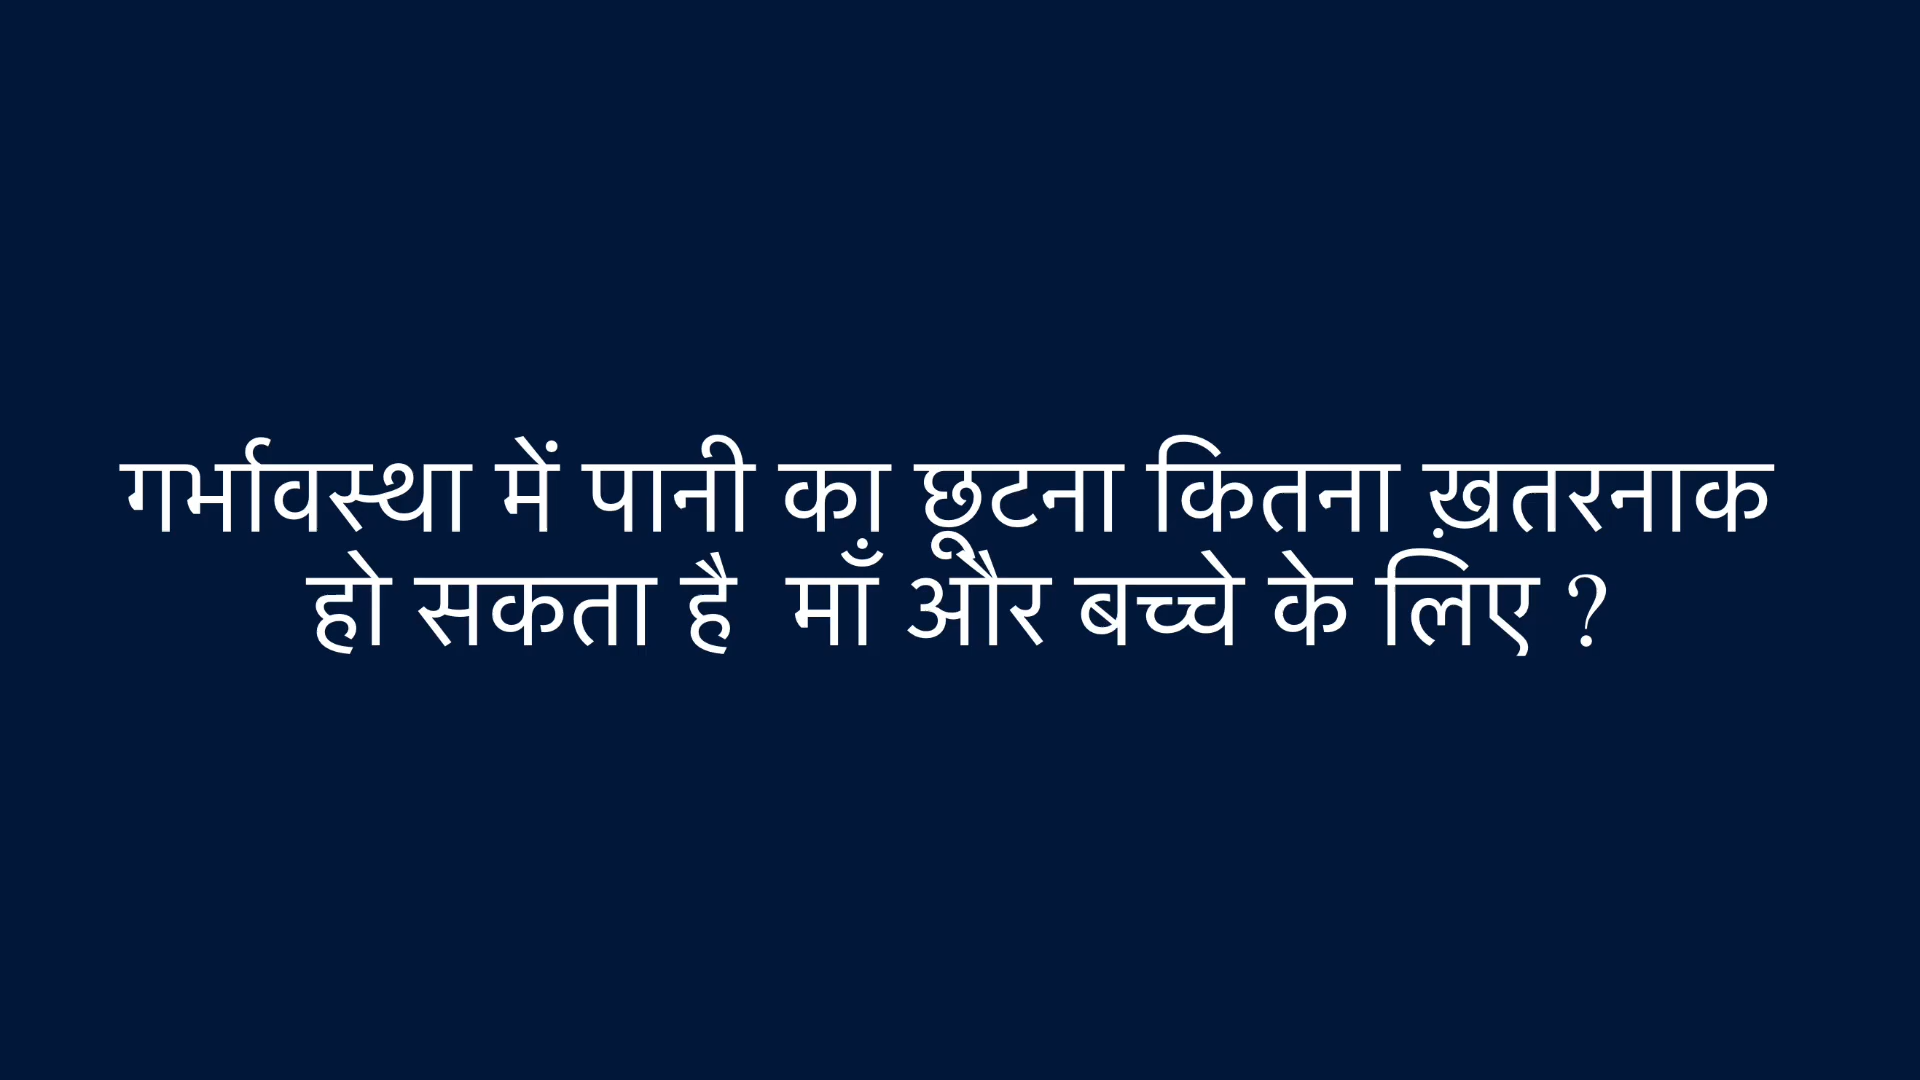 गर्भावस्था में पानी का छूटना कितना ख़तरनाक
हो सकता है  माँ और बच्चे के लिए ?